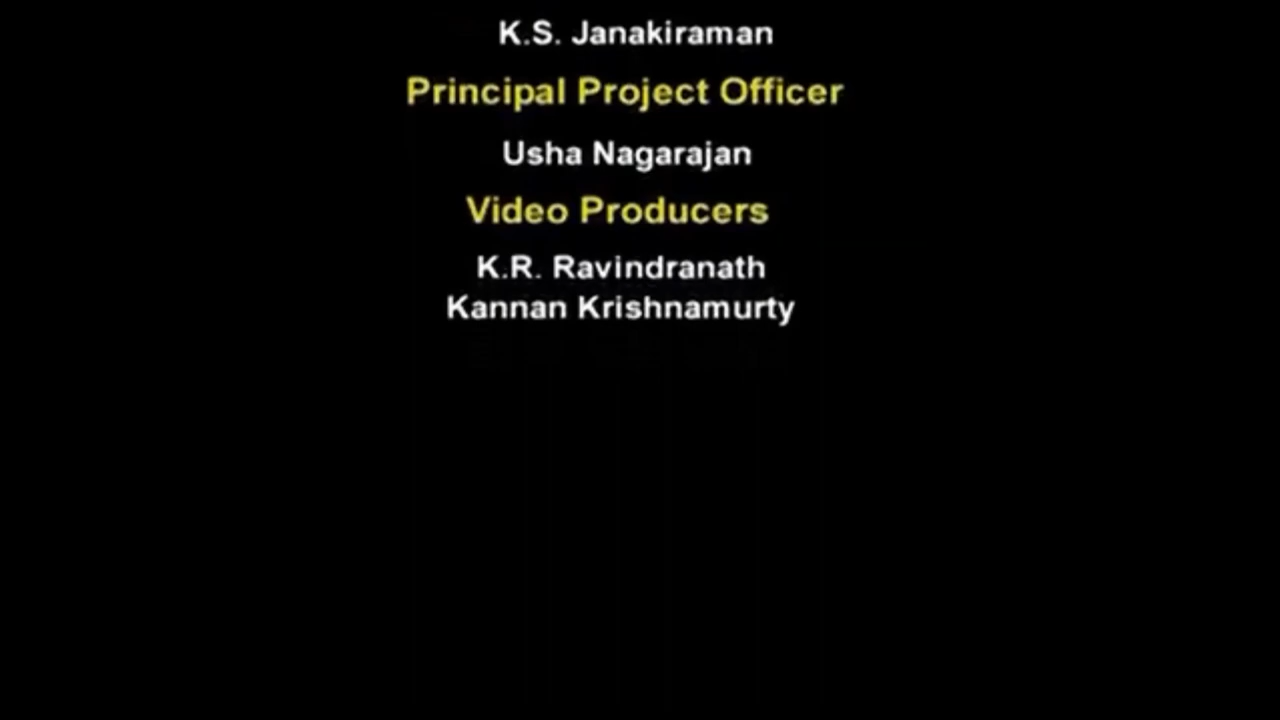 K.S. Janakiraman
Principal Project Officer
Usha Nagarajan
Video Producers
K.R. Ravindranath
Kannan Krishnamurty